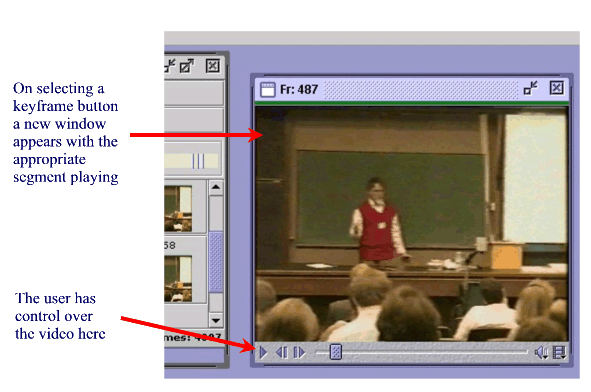 On selecting a
keyframe button
a new window
appears with the
appropriate
segment playing
Fr: 487
58
The user has
control over
the video here
mes: 4007